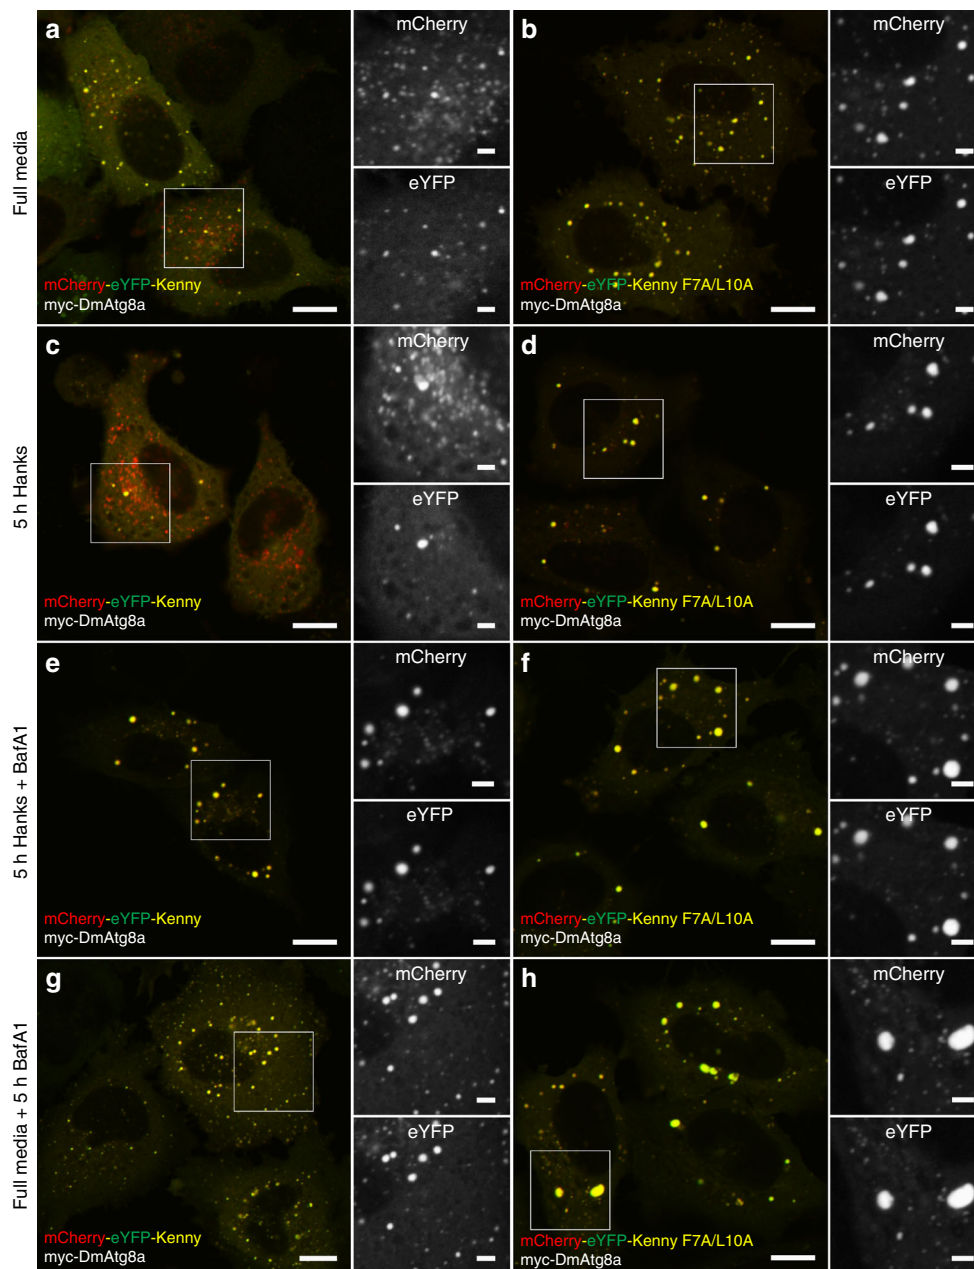 Full media
a
mCherry
eYFP
mCherry-eYFP-Kenny
myc-DmAtg8a
b
mCherry
eYFP
mCherry-eYFP-Kenny F7A/L10A
myc-DmAtg8a
5 h Hanks
c
mCherry
eYFP
mCherry-eYFP-Kenny
myc-DmAtg8a
d
mCherry
eYFP
mCherry-eYFP-Kenny F7A/L10A
myc-DmAtg8a
5 h Hanks + BafA1
e
mCherry
eYFP
mCherry-eYFP-Kenny
myc-DmAtg8a
f
mCherry
eYFP
mCherry-eYFP-Kenny F7A/L10A
myc-DmAtg8a
Full media + 5 h BafA1
g
mCherry
eYFP
mCherry-eYFP-Kenny
myc-DmAtg8a
h
mCherry
eYFP
mCherry-eYFP-Kenny F7A/L10A
myc-DmAtg8a